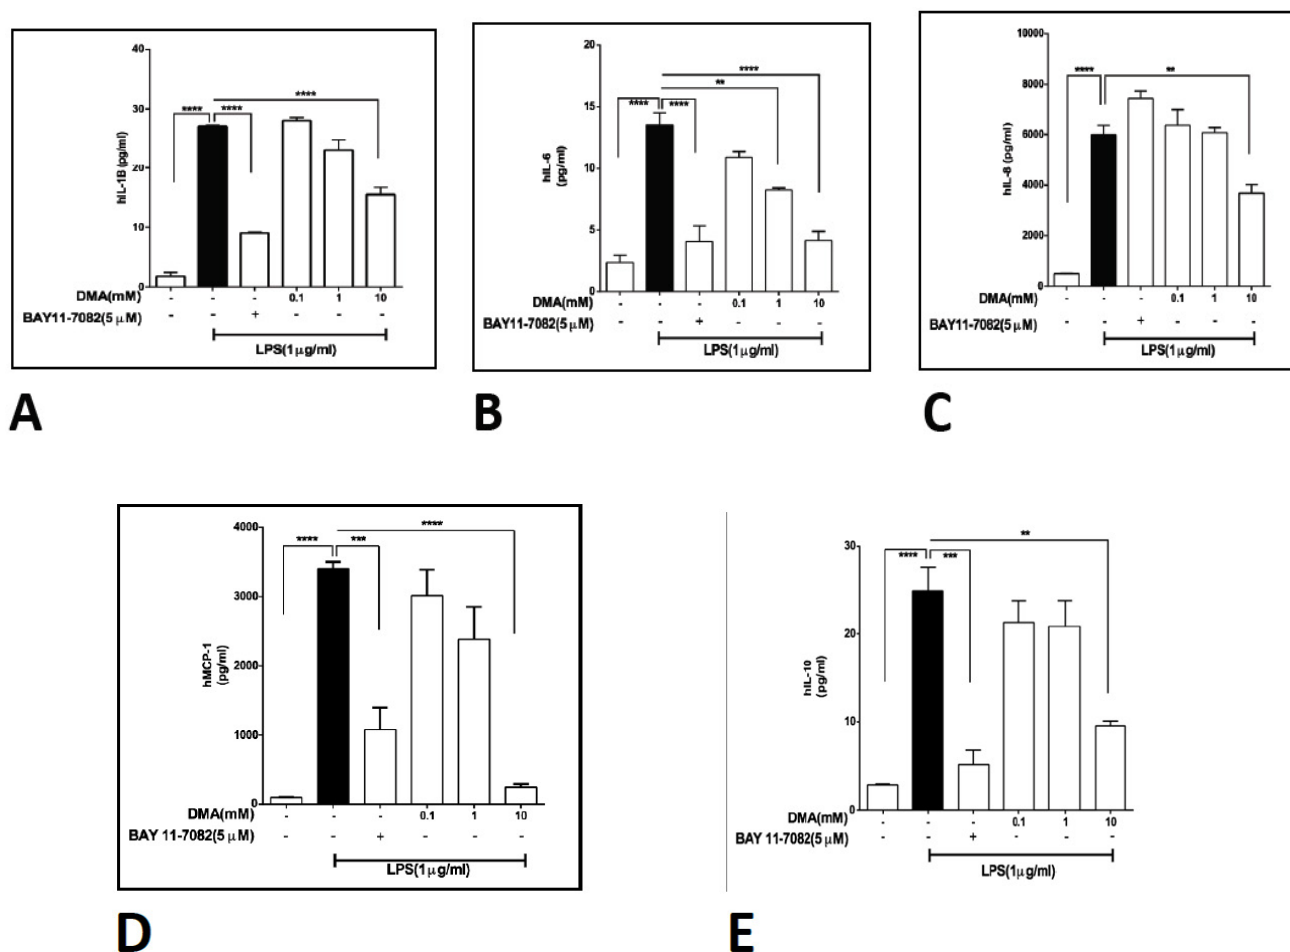 40
30
20
10
0
hIL-1B (pg/ml)
**** ****
****
DMA(mM) - - - 0.1 1 10
BAY11-7082(5 μM) - - + - - -
LPS(1μg/ml)
A
20
15
10
5
0
hIL-6
(pg/ml)
****
**
**** ****
DMA(mM) - - - 0.1 1 10
BAY11-7082(5 μM) - - + - - -
LPS(1μg/ml)
B
10000
8000
6000
4000
2000
0
hIL-8 (pg/ml)
**** **
DMA(mM) - - - 0.1 1 10
BAY11-7082(5 μM) - - + - - -
LPS(1μg/ml)
C
4000
3000
2000
1000
0
hMCP-1
(pg/ml)
****
**** ***
DMA(mM) - - - 0.1 1 10
BAY 11-7082(5 μM) - - + - - -
LPS(1μg/ml)
D
30
20
10
0
hIL-10
(pg/ml)
**
**** ***
DMA(mM) - - - 0.1 1 10
BAY 11-7082(5 μM) - - + - - -
LPS(1μg/ml)
E